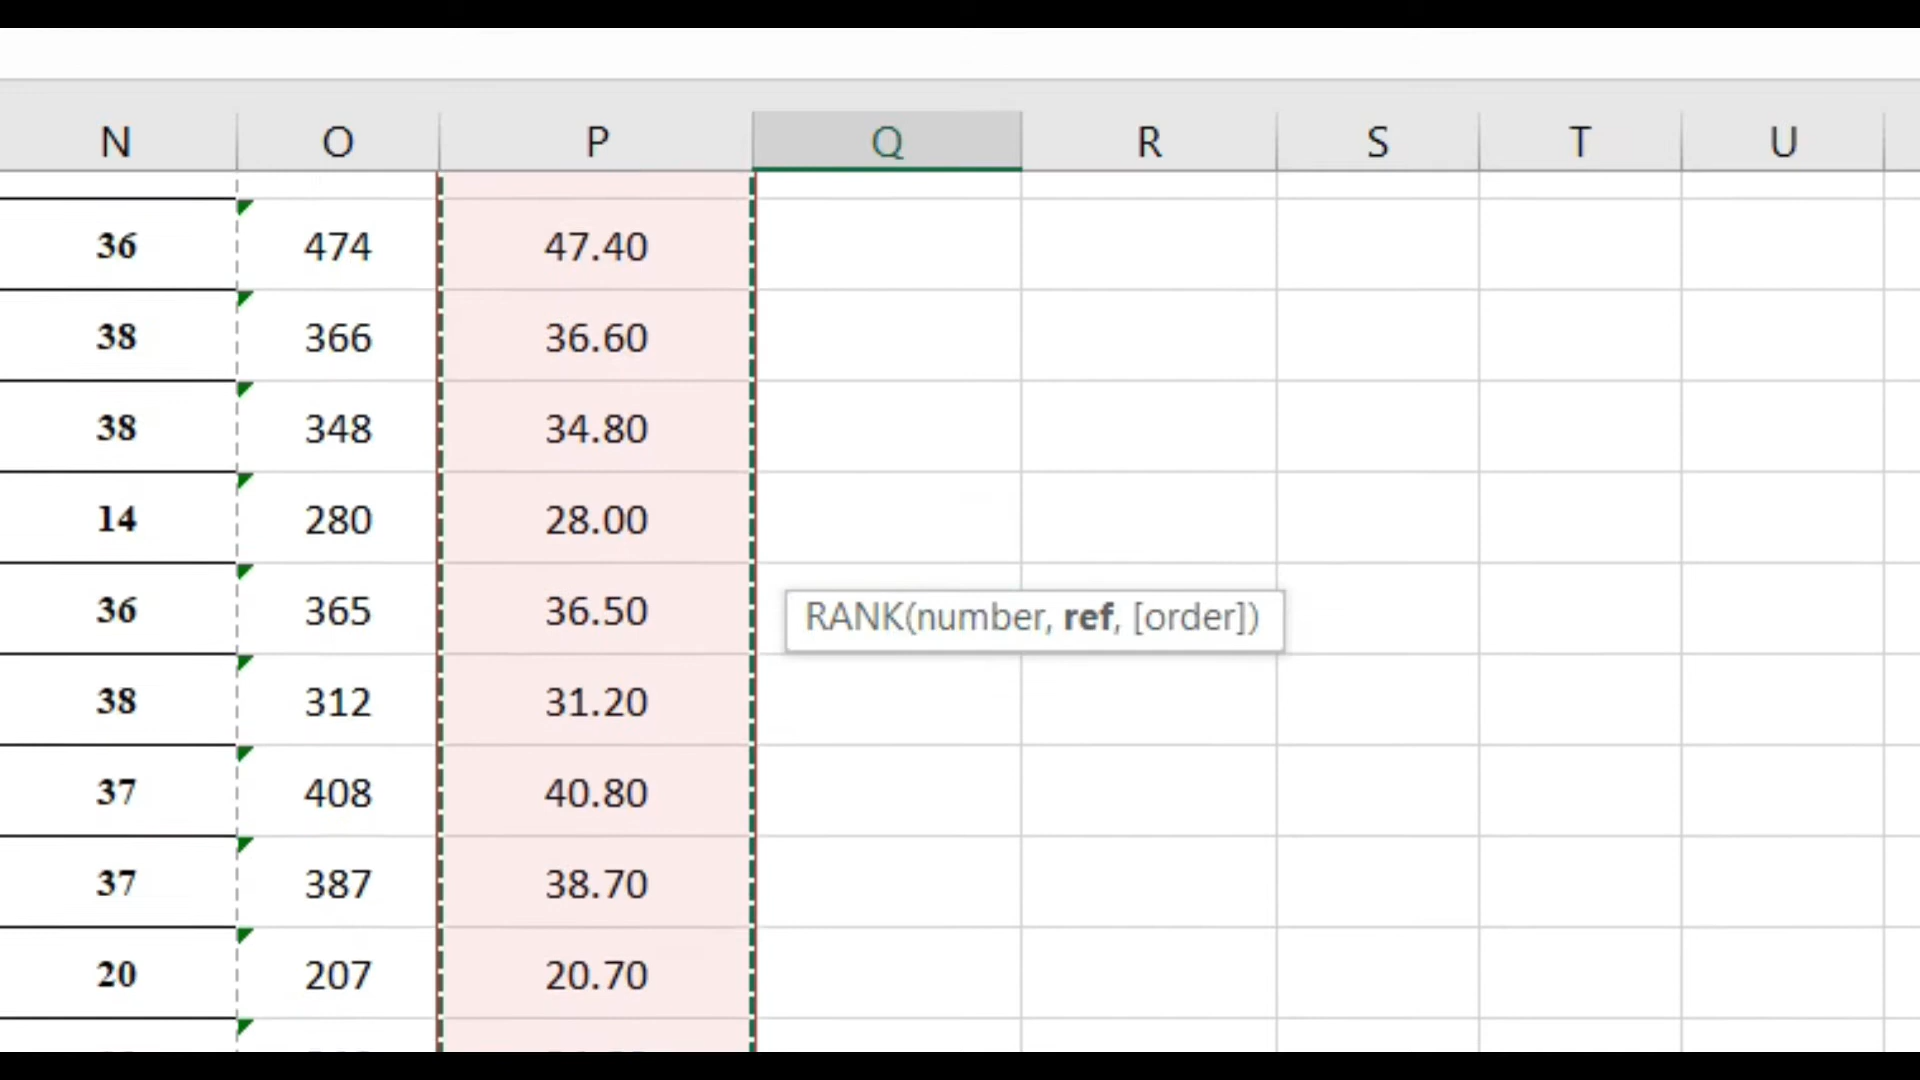 N O P Q R S T U
36 474 47.40
38 366 36.60
38 348 34.80
14 280 28.00
36 365 36.50
RANK(number, ref, [order])
38 312 31.20
37 408 40.80
37 387 38.70
20 207 20.70